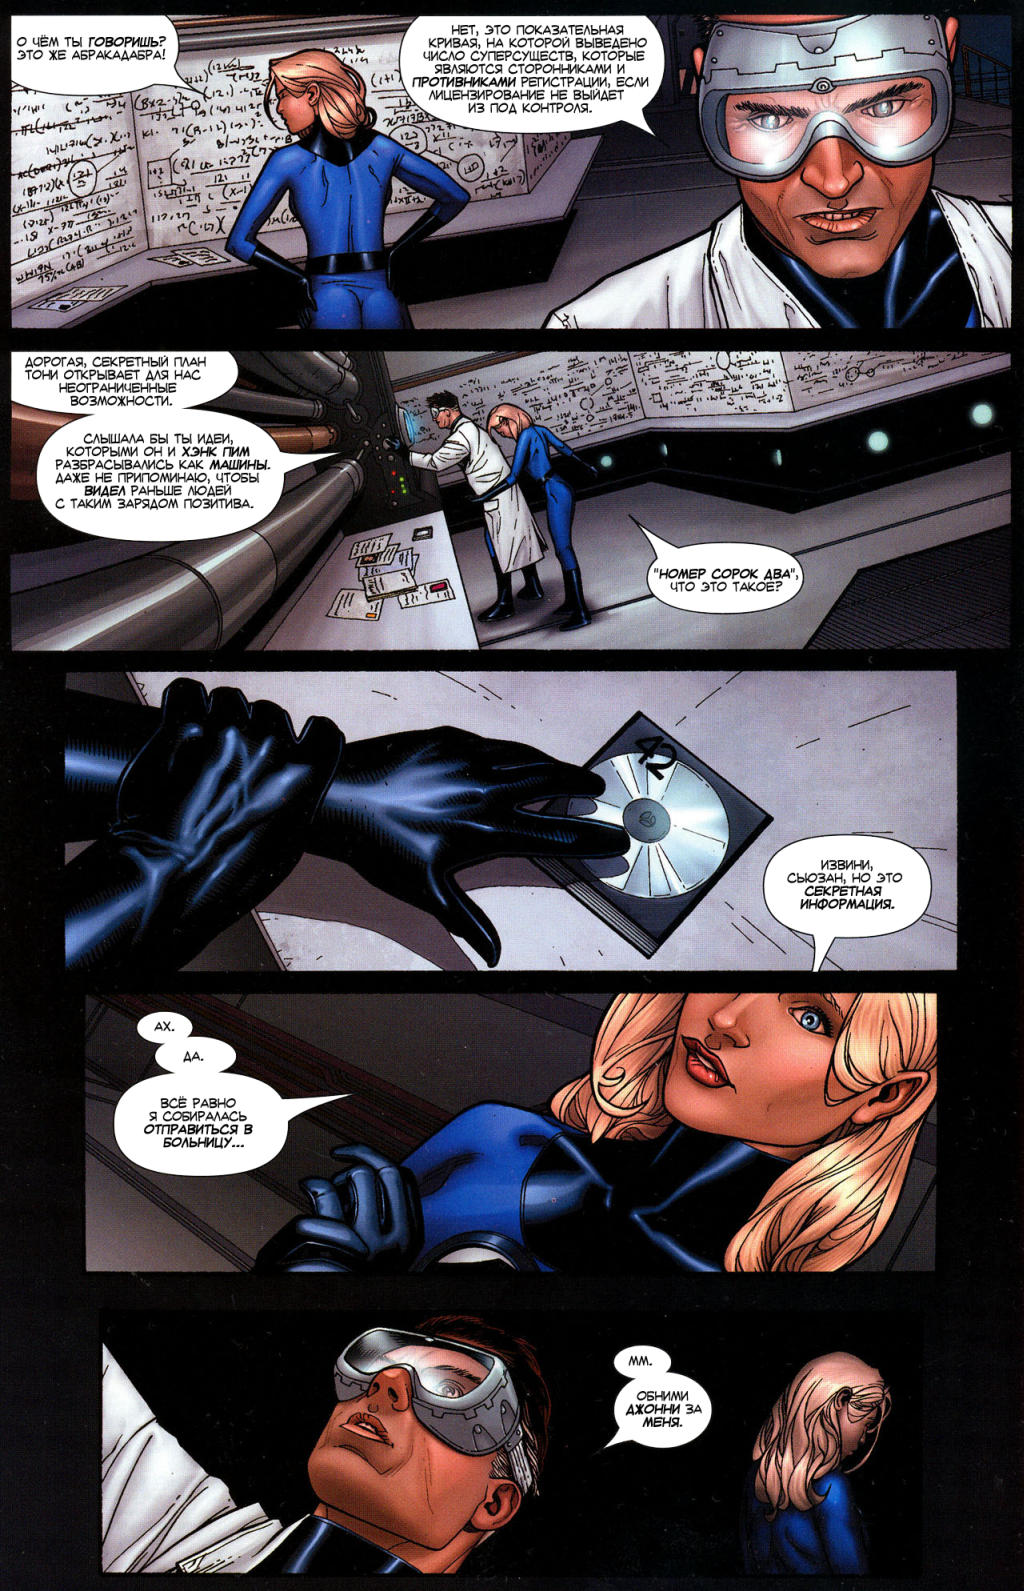 О ЧЁМ ТЫ ГОВОРИШЬ?
ЭТО ЖЕ АБРАКАДАБРА!
НЕТ, ЭТО ПОКАЗАТЕЛЬНАЯ
КРИВАЯ, НА КОТОРОЙ ВЫВЕДЕНО
ЧИСЛО СУПЕРСУЩЕСТВ, КОТОРЫЕ
ЯВЛЯЮТСЯ СТОРОННИКАМИ И
ПРОТИВНИКАМИ РЕГИСТРАЦИИ, ЕСЛИ
ЛИЦЕНЗИРОВАНИЕ НЕ ВЫЙДЕТ
ИЗ ПОД КОНТРОЛЯ.
ДОРОГАЯ, СЕКРЕТНЫЙ ПЛАН
ТОНИ ОТКРЫВАЕТ ДЛЯ НАС
НЕОГРАНИЧЕННЫЕ
ВОЗМОЖНОСТИ.
СЛЫШАЛА БЫ ТЫ ИДЕИ,
КОТОРЫМИ ОН И ХЭНК ПИМ
РАЗБРАСЫВАЛИСЬ КАК МАШИНЫ.
ДАЖЕ НЕ ПРИПОМИНАЮ, ЧТОБЫ
ВИДЕЛ РАНЬШЕ ЛЮДЕЙ
С ТАКИМ ЗАРЯДОМ ПОЗИТИВА.
"НОМЕР СОРОК ДВА",
ЧТО ЭТО ТАКОЕ?
42
ИЗВИНИ,
СЬЮЗАН, НО ЭТО
СЕКРЕТНАЯ
ИНФОРМАЦИЯ.
АХ.
ДА.
ВСЁ РАВНО
Я СОБИРАЛАСЬ
ОТПРАВИТЬСЯ В
БОЛЬНИЦУ...
ММ.
ОБНИМИ
ДЖОННИ ЗА
МЕНЯ.